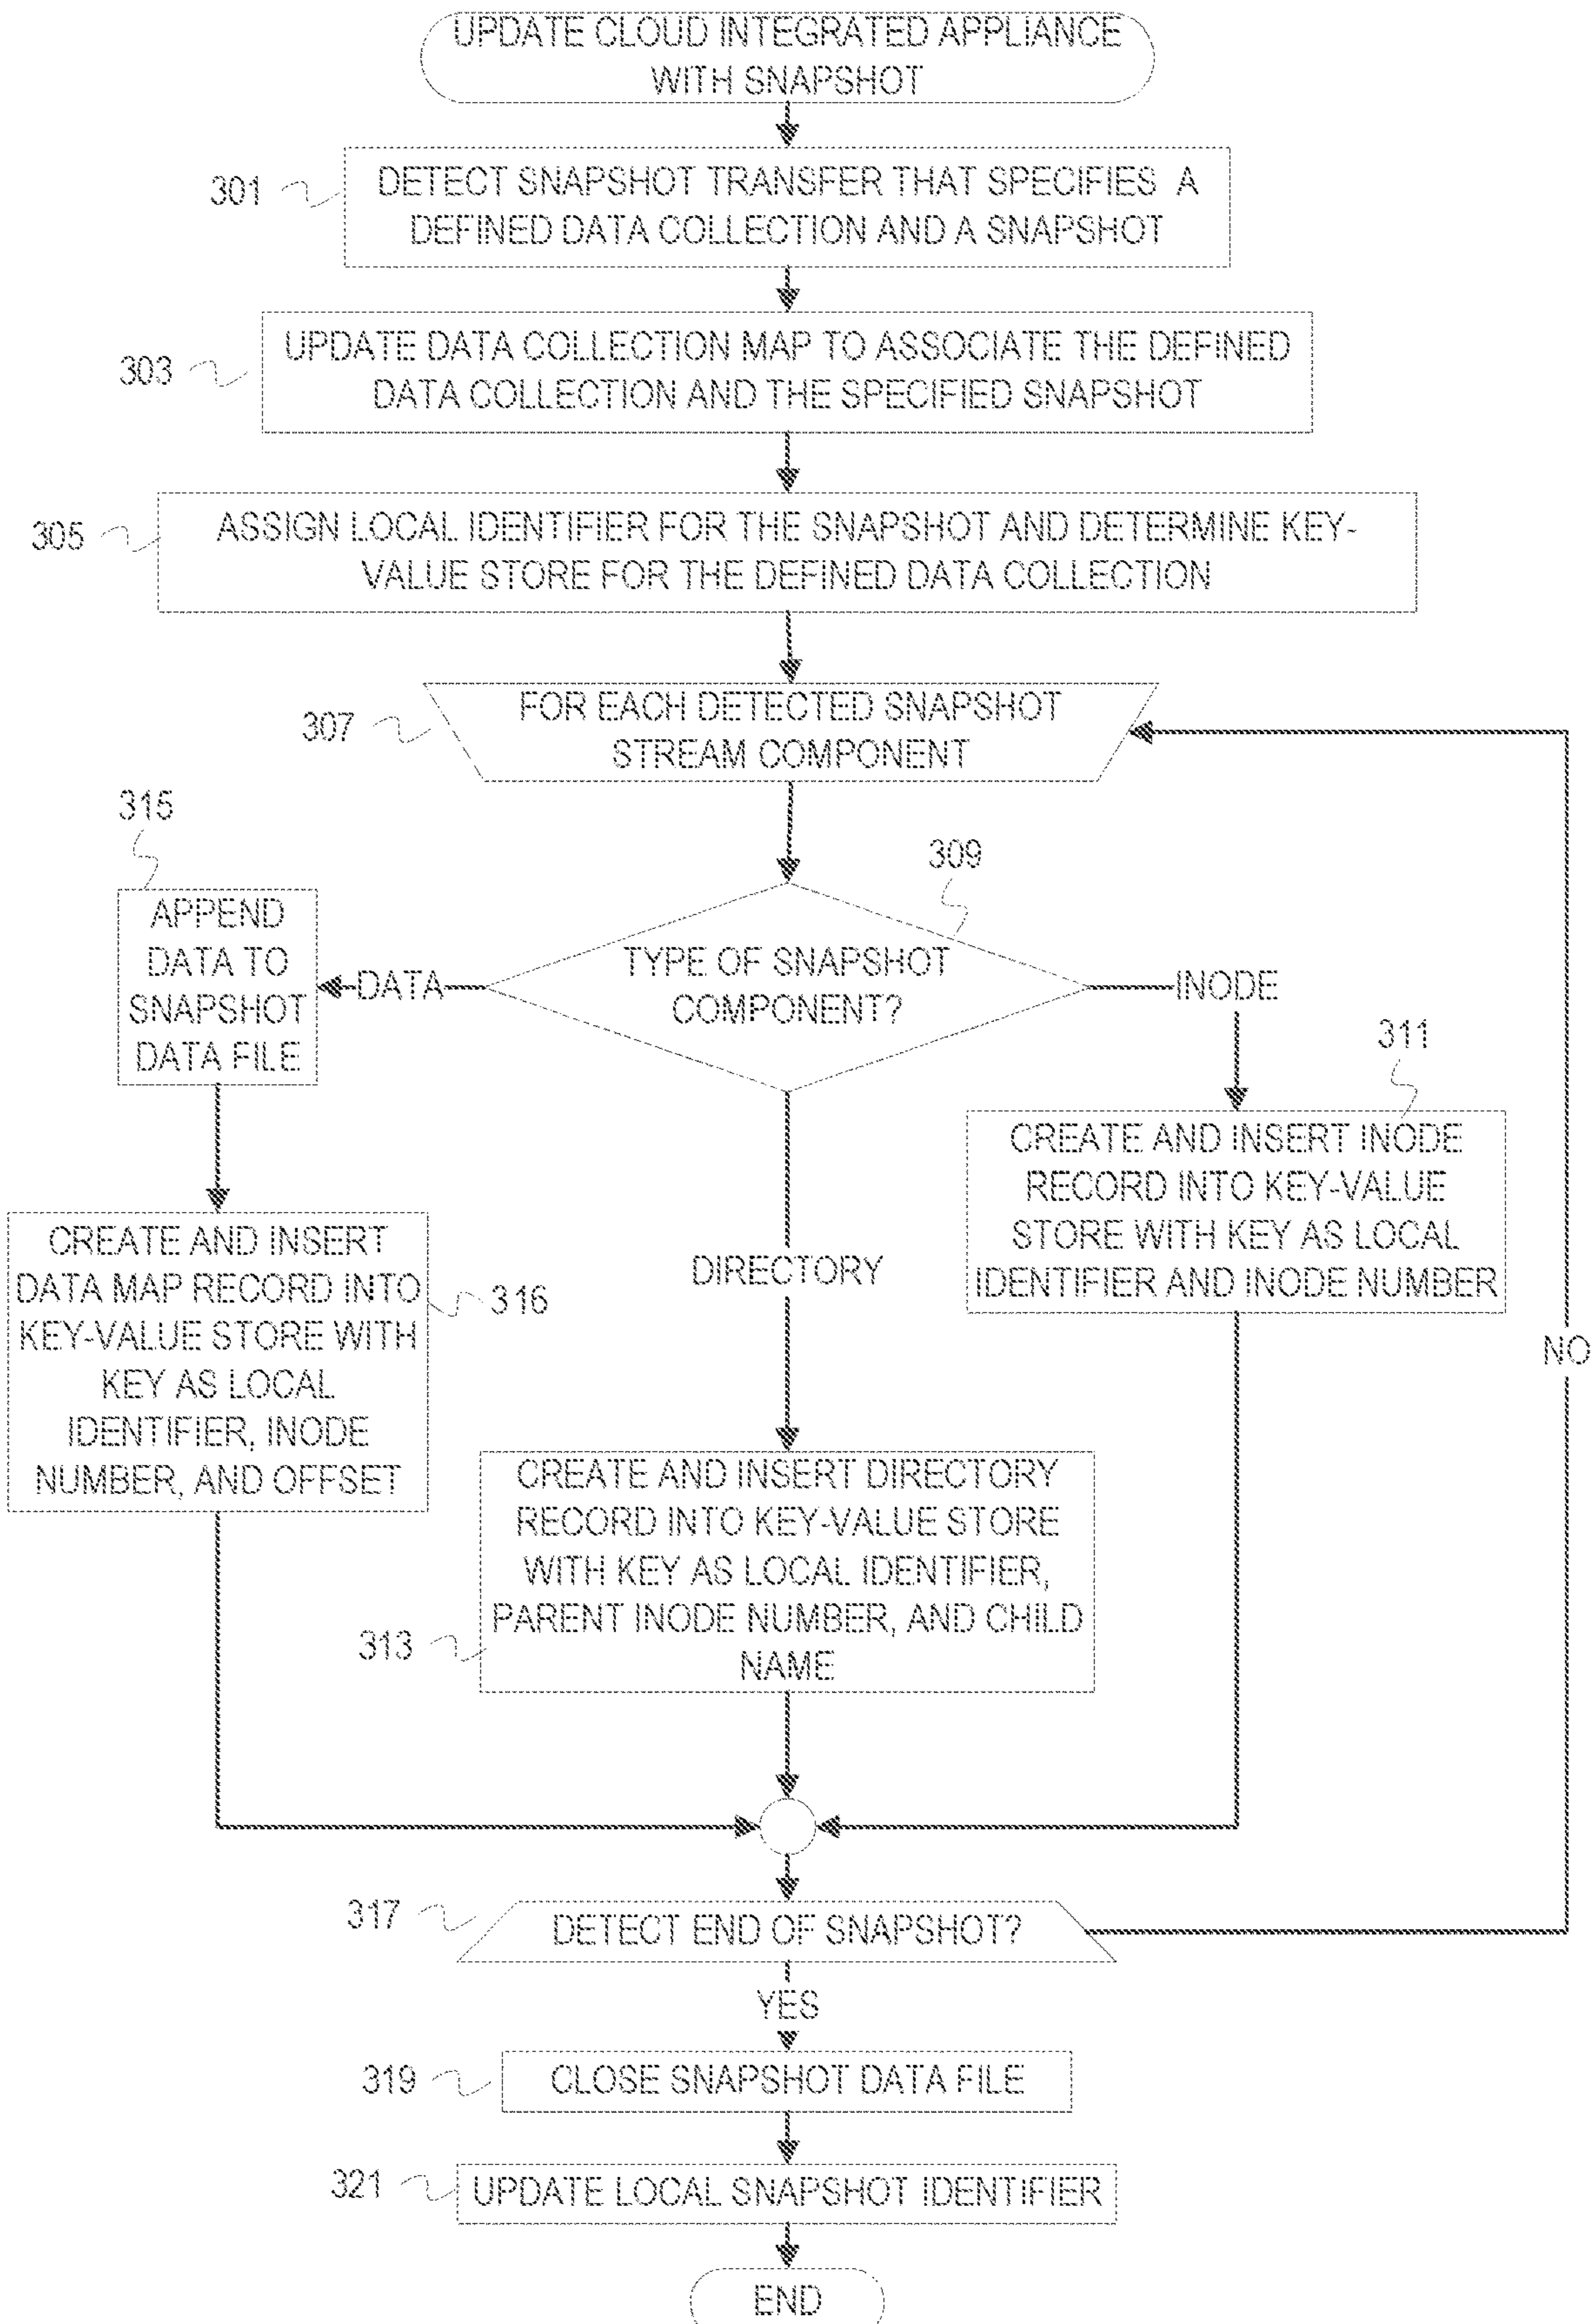 UPDATE CLOUD INTEGRATED APPLIANCE
WITH SNAPSHOT
301
DETECT SNAPSHOT TRANSFER THAT SPECIFIES A
DEFINED DATA COLLECTION AND A SNAPSHOT
303
UPDATE DATA COLLECTION MAP TO ASSOCIATE THE DEFINED
DATA COLLECTION AND THE SPECIFIED SNAPSHOT
305
ASSIGN LOCAL IDENTIFIER FOR THE SNAPSHOT AND DETERMINE KEY-
VALUE STORE FOR THE DEFINED DATA COLLECTION
307
FOR EACH DETECTED SNAPSHOT
STREAM COMPONENT
309
TYPE OF SNAPSHOT
COMPONENT?
DATA
315
APPEND
DATA TO
SNAPSHOT
DATA FILE
INODE
311
CREATE AND INSERT INODE
RECORD INTO KEY-VALUE
STORE WITH KEY AS LOCAL
IDENTIFIER AND INODE NUMBER
CREATE AND INSERT
DATA MAP RECORD INTO
KEY-VALUE STORE WITH
KEY AS LOCAL
IDENTIFIER, INODE
NUMBER, AND OFFSET
316
DIRECTORY
NO
CREATE AND INSERT DIRECTORY
RECORD INTO KEY-VALUE STORE
WITH KEY AS LOCAL IDENTIFIER,
PARENT INODE NUMBER, AND CHILD
NAME
313
317
DETECT END OF SNAPSHOT?
YES
319
CLOSE SNAPSHOT DATA FILE
321
UPDATE LOCAL SNAPSHOT IDENTIFIER
END